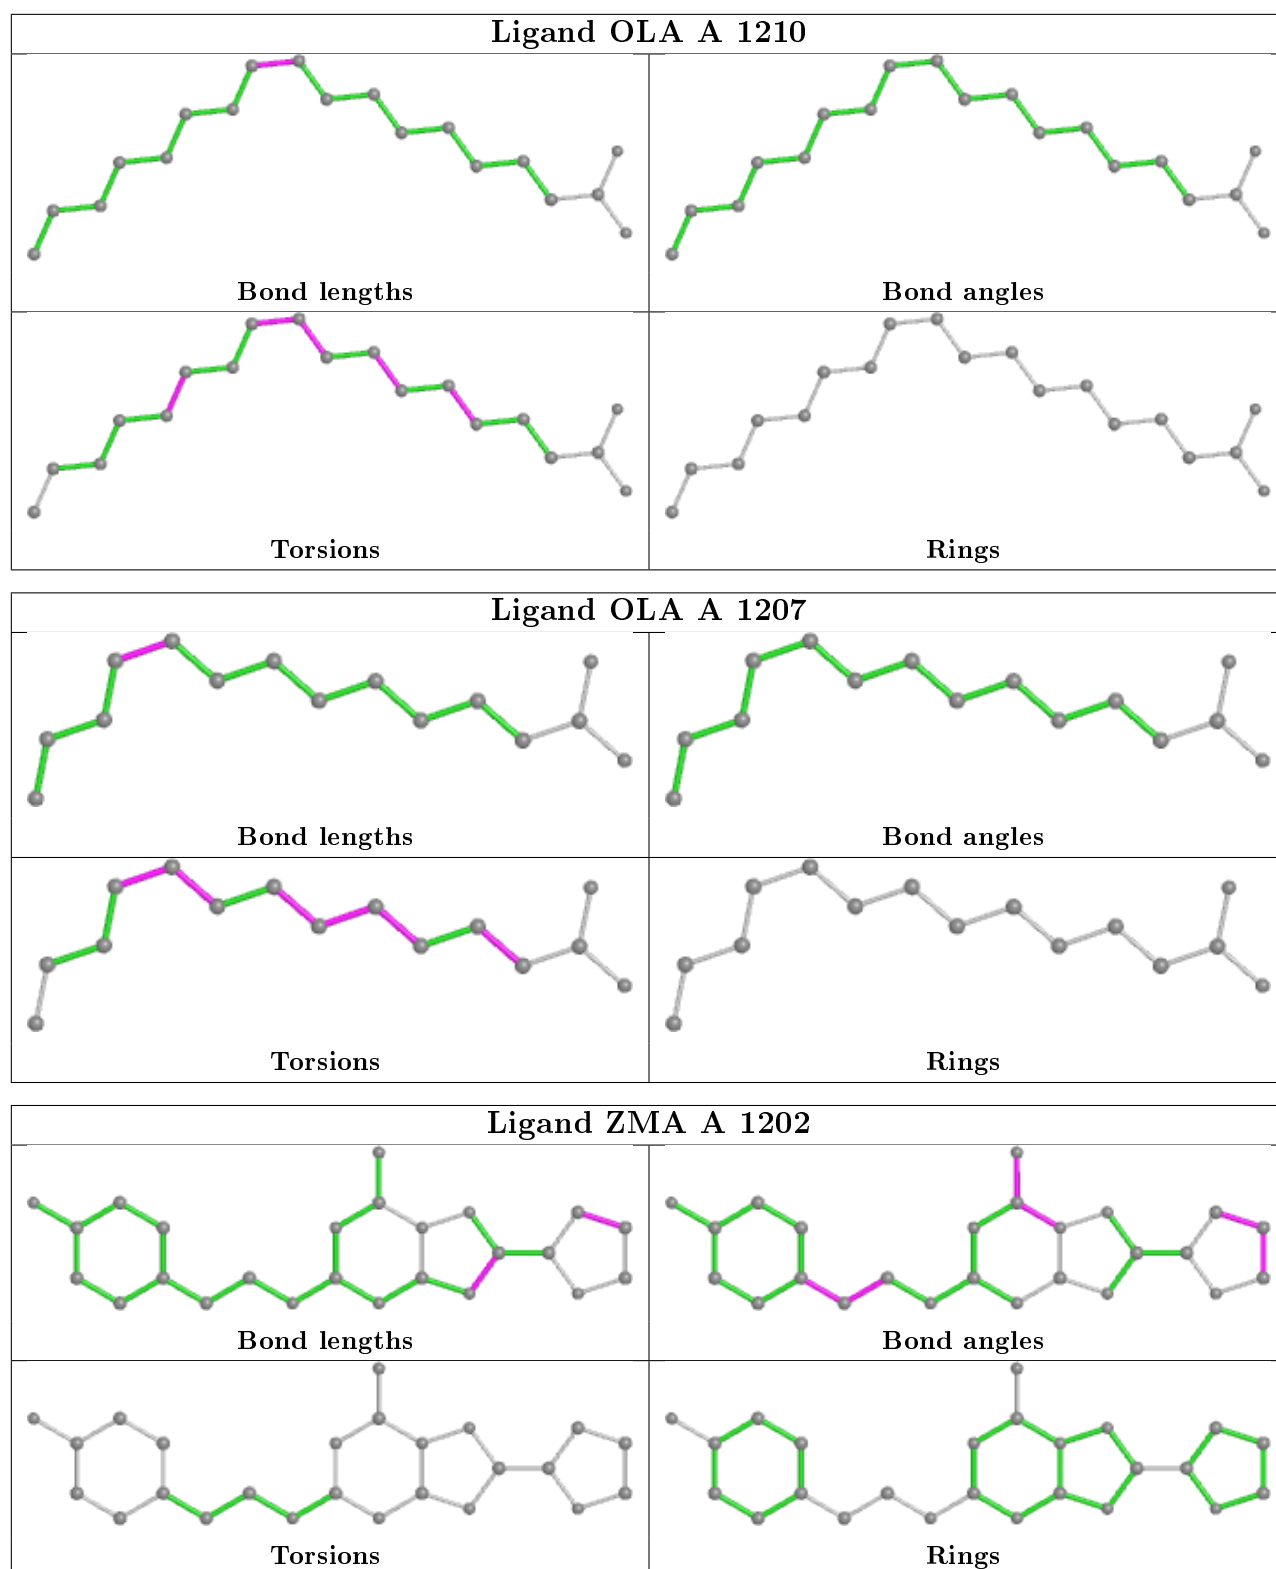 Ligand OLA A 1210
Bond lengths
Bond angles
Torsions
Rings
Ligand OLA A 1207
Bond lengths
Bond angles
Torsions
Rings
Ligand ZMA A 1202
Bond lengths
Bond angles
Torsions
Rings